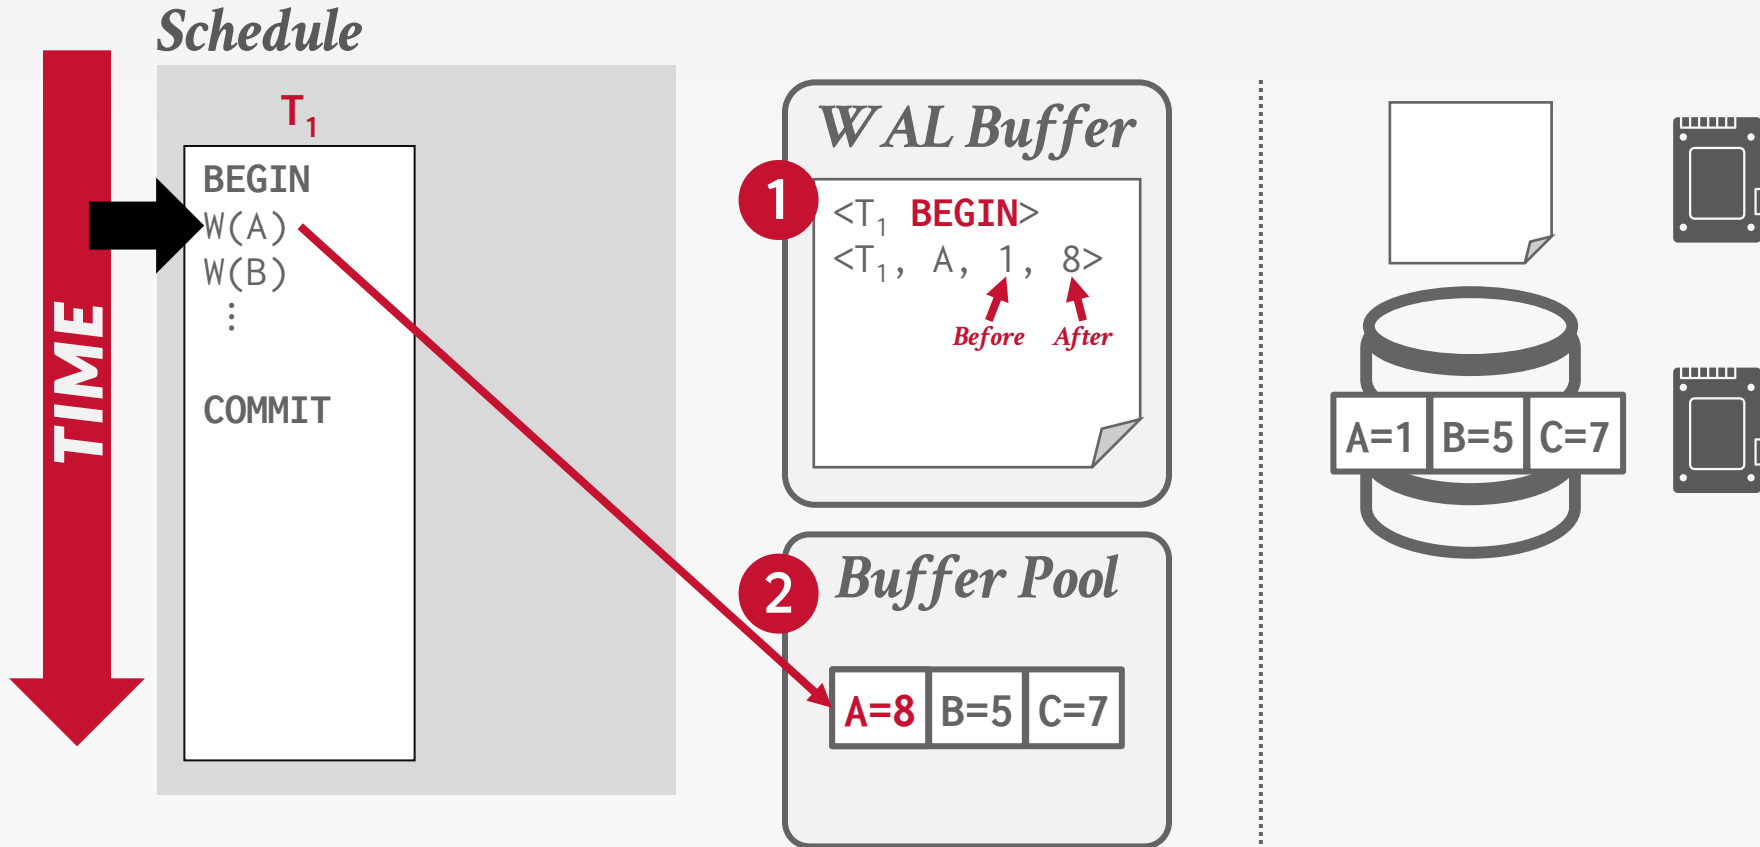 Schedule
TIME
T₁
BEGIN
W(A)
W(B)
⋮
COMMIT
WAL Buffer
1
<T₁ BEGIN>
<T₁, A, 1, 8>
Before After
2
Buffer Pool
A=8 B=5 C=7
A=1 B=5 C=7